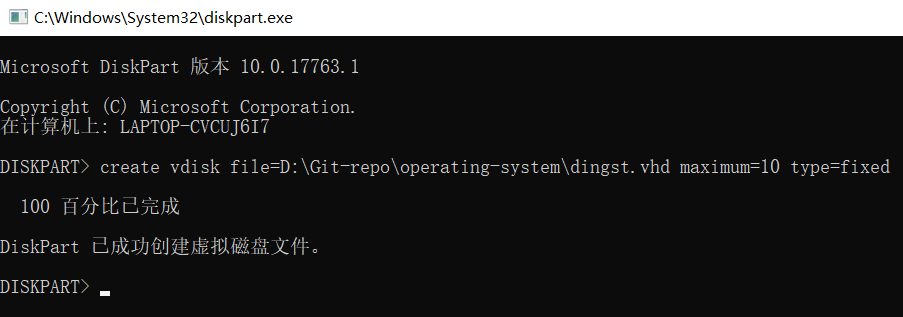 C:\Windows\System32\diskpart.exe
Microsoft DiskPart 版本 10.0.17763.1
Copyright (C) Microsoft Corporation.
在计算机上: LAPTOP-CVCUJ6I7
DISKPART> create vdisk file=D:\Git-repo\operating-system\dingst.vhd maximum=10 type=fixed
100 百分比已完成
DiskPart 已成功创建虚拟磁盘文件。
DISKPART>